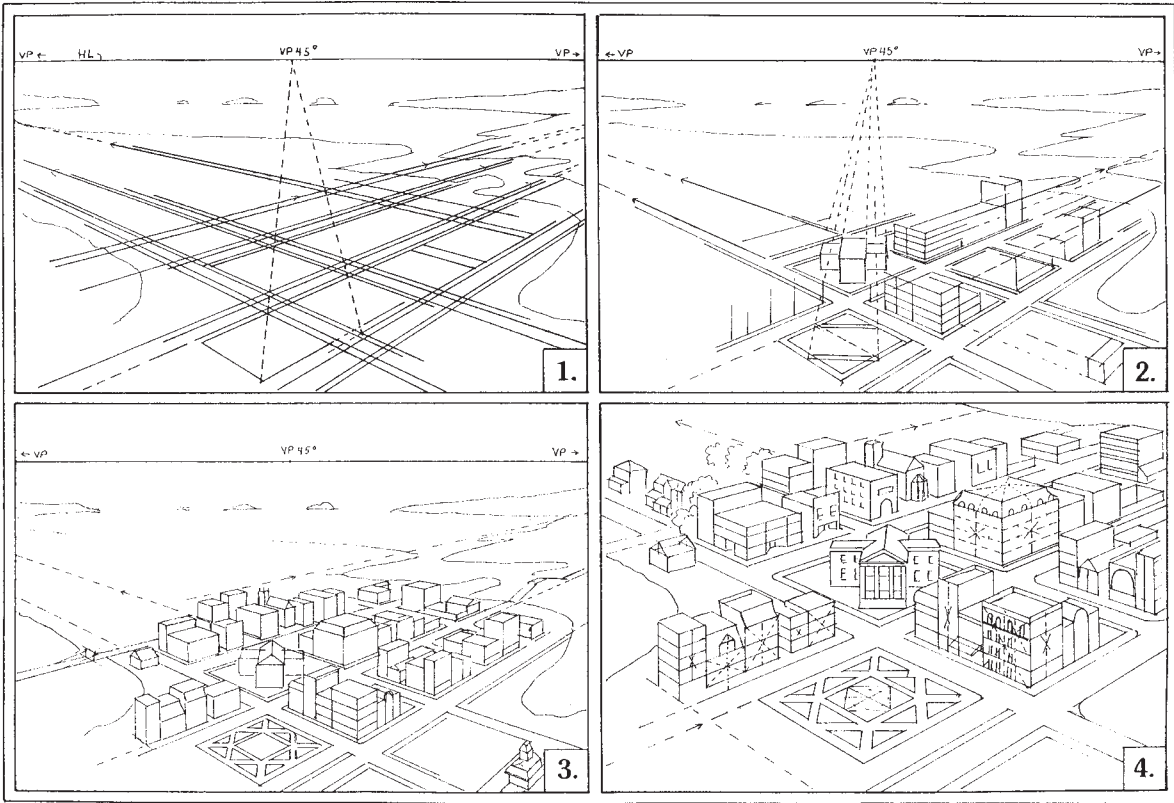 VP ← HL VP 45° VP →
1.
← VP VP 45° VP →
2.
← VP VP 45° VP →
3.
4.